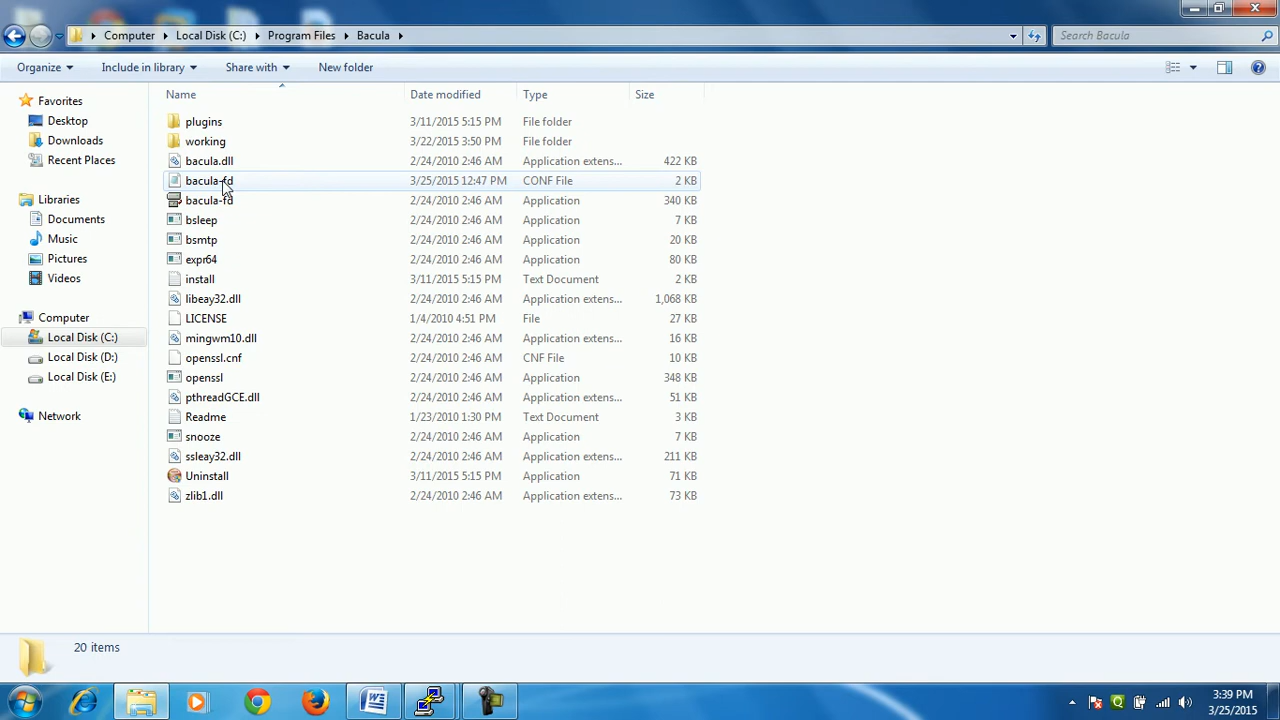 Computer Local Disk (C:) Program Files Bacula Search Bacula
Organize Include in library Share with New folder
Name Date modified Type Size
Favorites
Desktop
Downloads
Recent Places
Libraries
Documents
Music
Pictures
Videos
Computer
Local Disk (C:)
Local Disk (D:)
Local Disk (E:)
Network
plugins 3/11/2015 5:15 PM File folder
working 3/22/2015 3:50 PM File folder
bacula.dll 2/24/2010 2:46 AM Application extens... 422 KB
bacula-fd 3/25/2015 12:47 PM CONF File 2 KB
bacula-fd 2/24/2010 2:46 AM Application 340 KB
bsleep 2/24/2010 2:46 AM Application 7 KB
bsmtp 2/24/2010 2:46 AM Application 20 KB
expr64 2/24/2010 2:46 AM Application 80 KB
install 3/11/2015 5:15 PM Text Document 2 KB
libeay32.dll 2/24/2010 2:46 AM Application extens... 1,068 KB
LICENSE 1/4/2010 4:51 PM File 27 KB
mingwm10.dll 2/24/2010 2:46 AM Application extens... 16 KB
openssl.cnf 2/24/2010 2:46 AM CNF File 10 KB
openssl 2/24/2010 2:46 AM Application 348 KB
pthreadGCE.dll 2/24/2010 2:46 AM Application extens... 51 KB
Readme 1/23/2010 1:30 PM Text Document 3 KB
snooze 2/24/2010 2:46 AM Application 7 KB
ssleay32.dll 2/24/2010 2:46 AM Application extens... 211 KB
Uninstall 3/11/2015 5:15 PM Application 71 KB
zlib1.dll 2/24/2010 2:46 AM Application extens... 73 KB
20 items
3:39 PM
3/25/2015